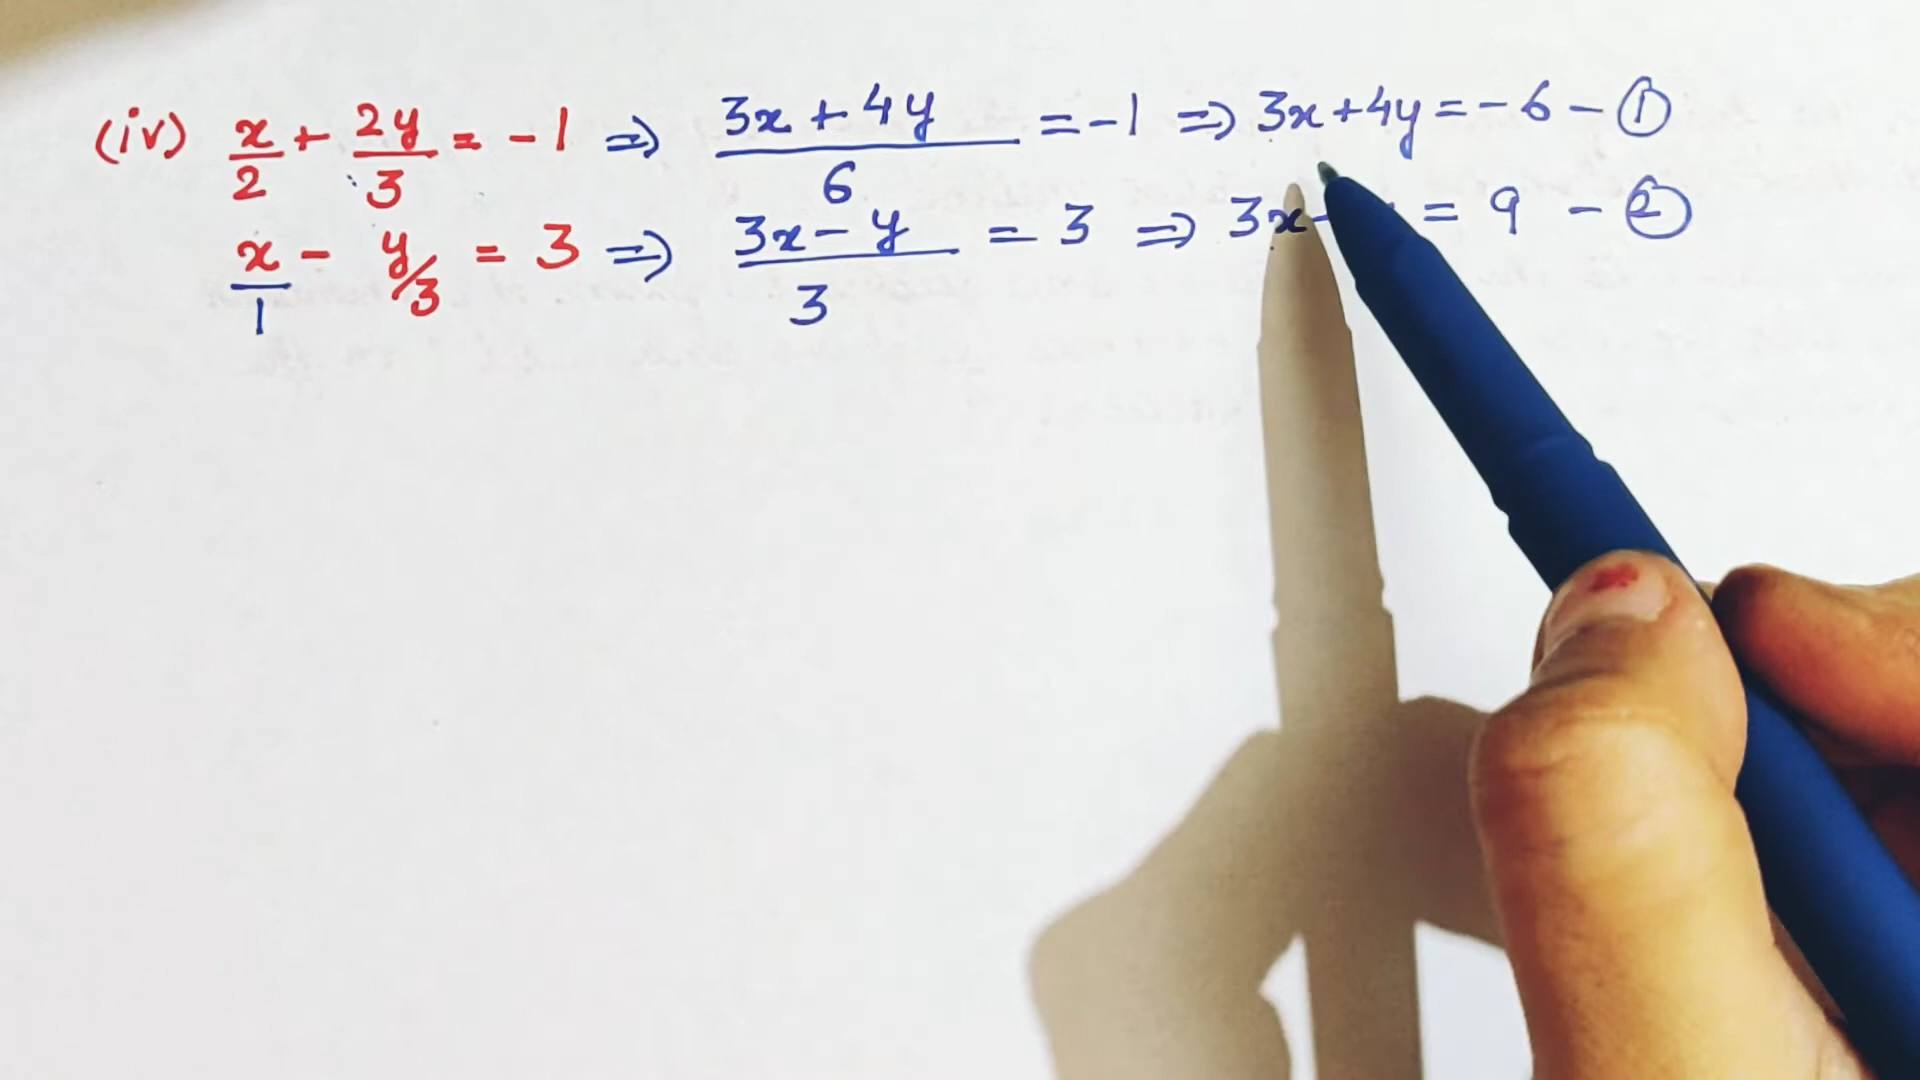 (iv) x/2 + 2y/3 = -1 ⇒ (3x + 4y)/6 = -1 ⇒ 3x + 4y = -6 - ①
x/1 - y/3 = 3 ⇒ (3x - y)/3 = 3 ⇒ 3x - = 9 - ②